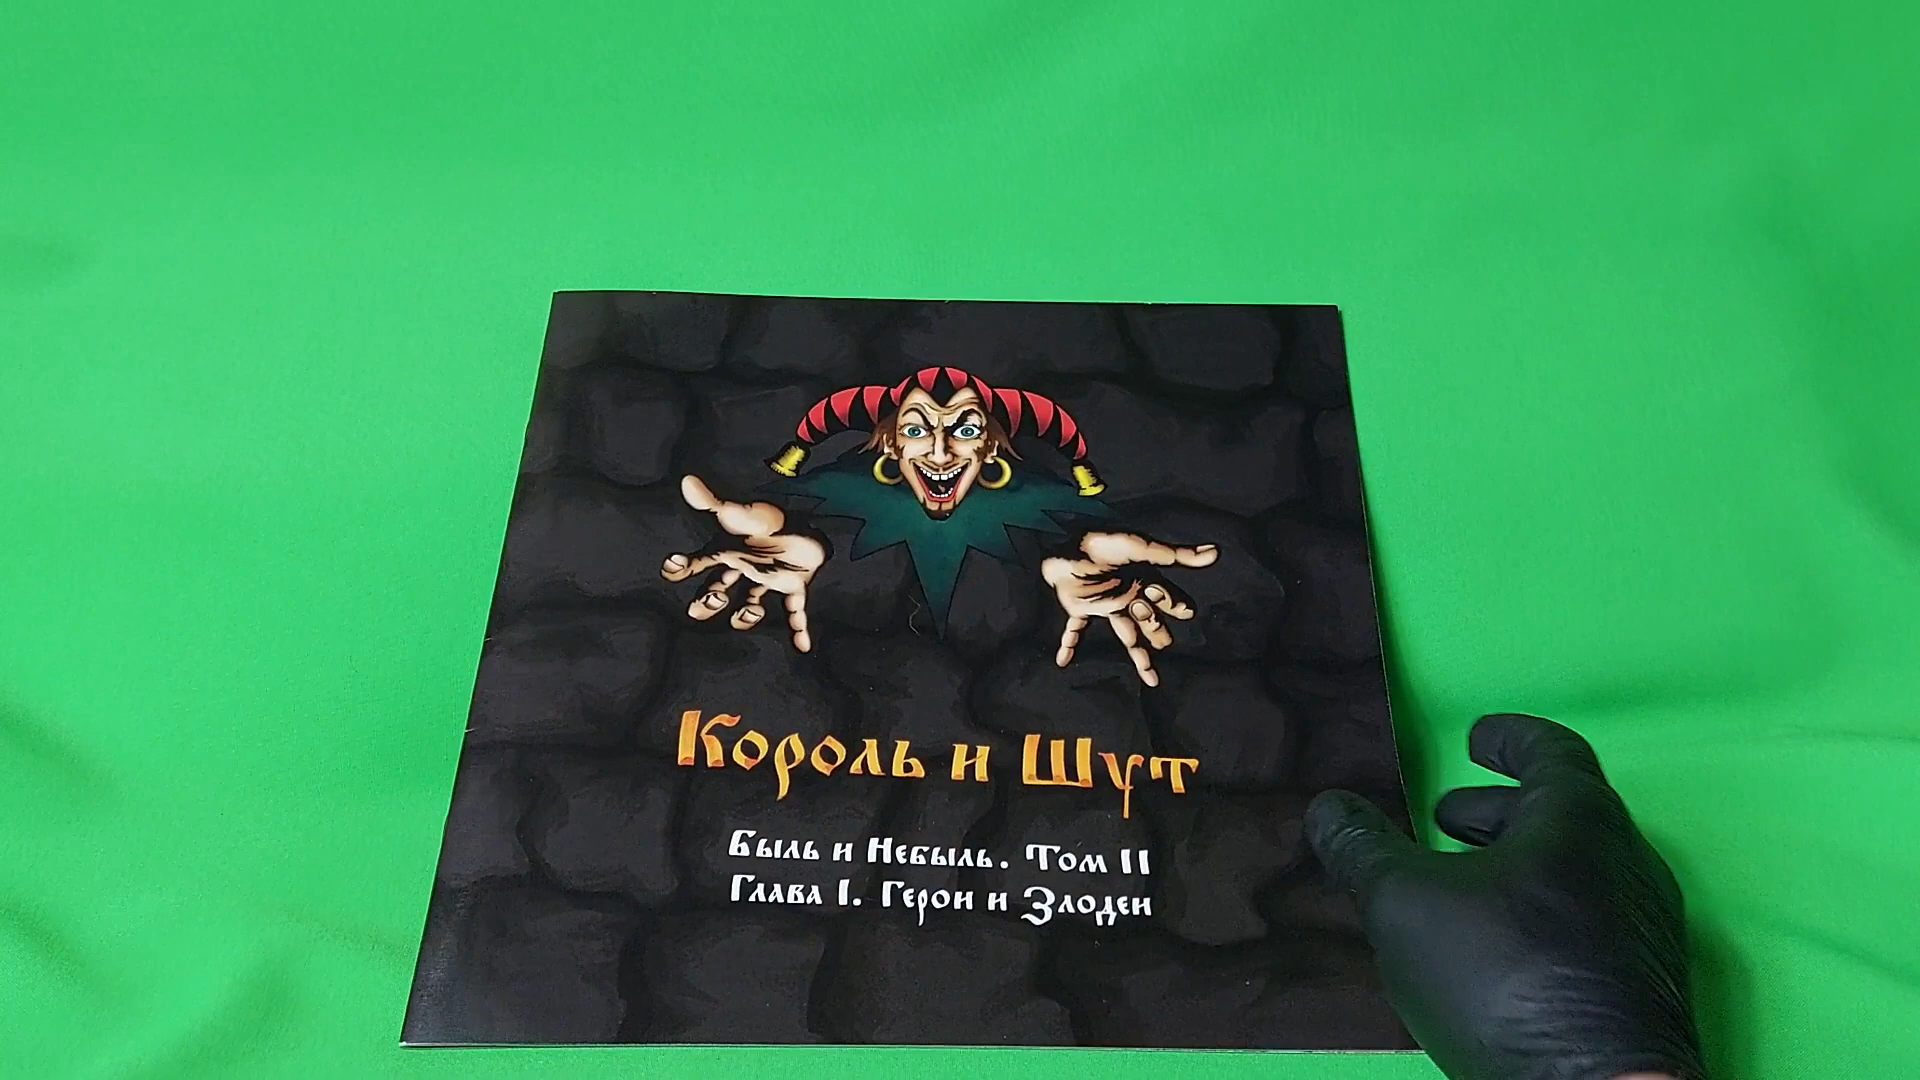 Король и Шут
Быль и Небыль. Том II
Глава I. Герои и Злодеи